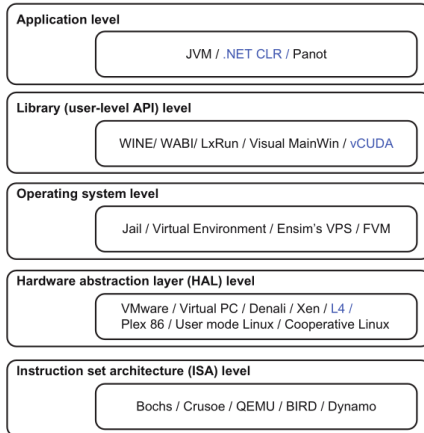 Application level
JVM / .NET CLR / Panot
Library (user-level API) level
WINE/ WABI/ LxRun / Visual MainWin / vCUDA
Operating system level
Jail / Virtual Environment / Ensim's VPS / FVM
Hardware abstraction layer (HAL) level
VMware / Virtual PC / Denali / Xen / L4 /
Plex 86 / User mode Linux / Cooperative Linux
Instruction set architecture (ISA) level
Bochs / Crusoe / QEMU / BIRD / Dynamo